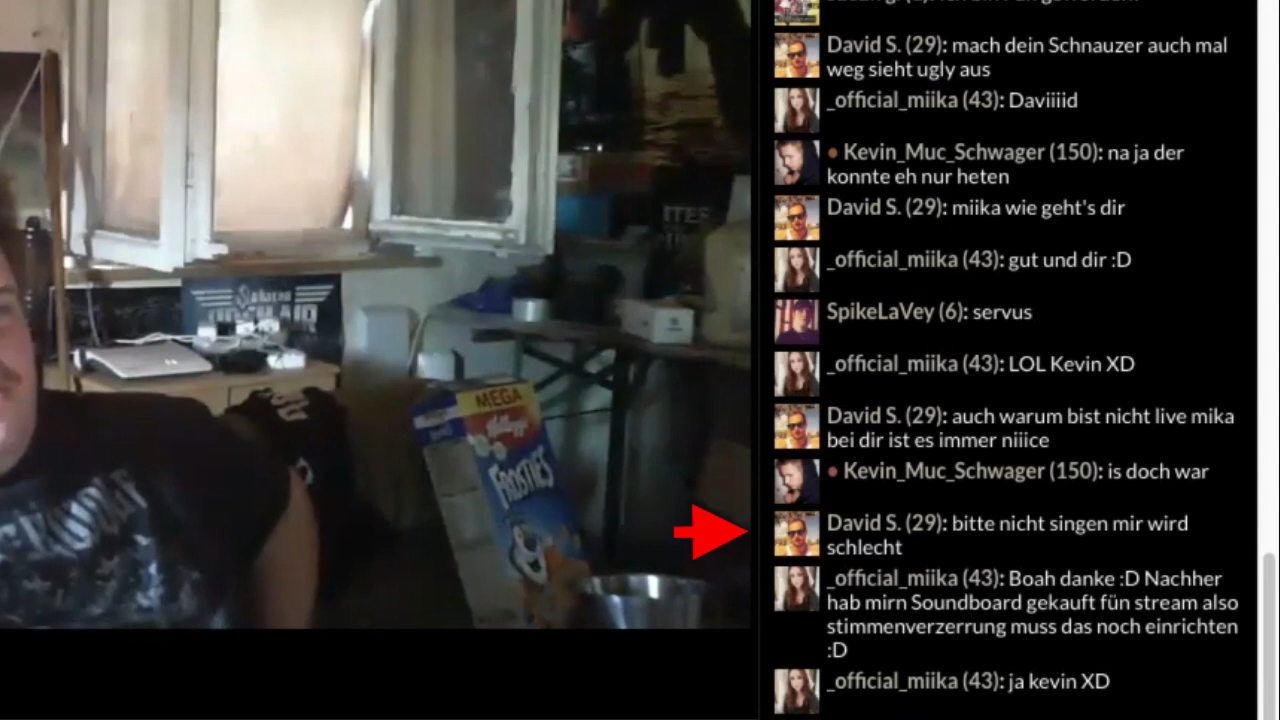 David S. (29): mach dein Schnauzer auch mal
weg sieht ugly aus
_official_miika (43): Daviiiid
Kevin_Muc_Schwager (150): na ja der
konnte eh nur heten
David S. (29): miika wie geht's dir
_official_miika (43): gut und dir :D
SpikeLaVey (6): servus
_official_miika (43): LOL Kevin XD
David S. (29): auch warum bist nicht live mika
bei dir ist es immer niiice
Kevin_Muc_Schwager (150): is doch war
David S. (29): bitte nicht singen mir wird
schlecht
_official_miika (43): Boah danke :D Nachher
hab mirn Soundboard gekauft fün stream also
stimmenverzerrung muss das noch einrichten
:D
_official_miika (43): ja kevin XD
MEGA
Kellogg's
FROSTIES